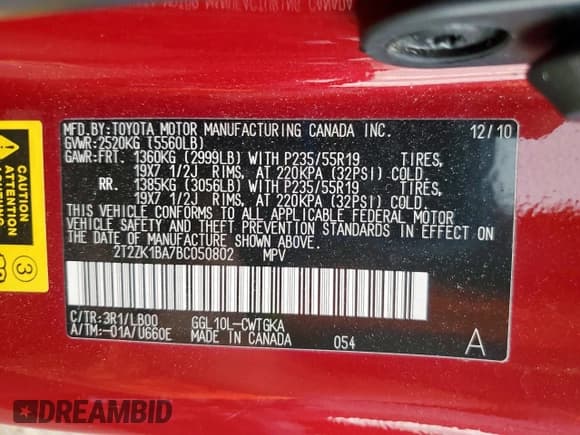 MFD.BY:TOYOTA MOTOR MANUFACTURING CANADA INC. 12/10
GVWR:2520KG (5560LB)
GAWR:FRT. 1360KG (2999LB) WITH P235/55R19 TIRES,
19X7 1/2J RIMS, AT 220KPA (32PSI) COLD.
RR. 1385KG (3056LB) WITH P235/55R19 TIRES,
19X7 1/2J RIMS, AT 220KPA (32PSI) COLD.
THIS VEHICLE CONFORMS TO ALL APPLICABLE FEDERAL MOTOR
VEHICLE SAFETY AND THEFT PREVENTION STANDARDS IN EFFECT ON
THE DATE OF MANUFACTURE SHOWN ABOVE.
2T2ZK1BA7BC050802 MPV
C/TR:3R1/LB00 GGL10L-CWTGKA
A/TM:-01A/U660E MADE IN CANADA 054 A
ATTENTION
3
DREAMBID